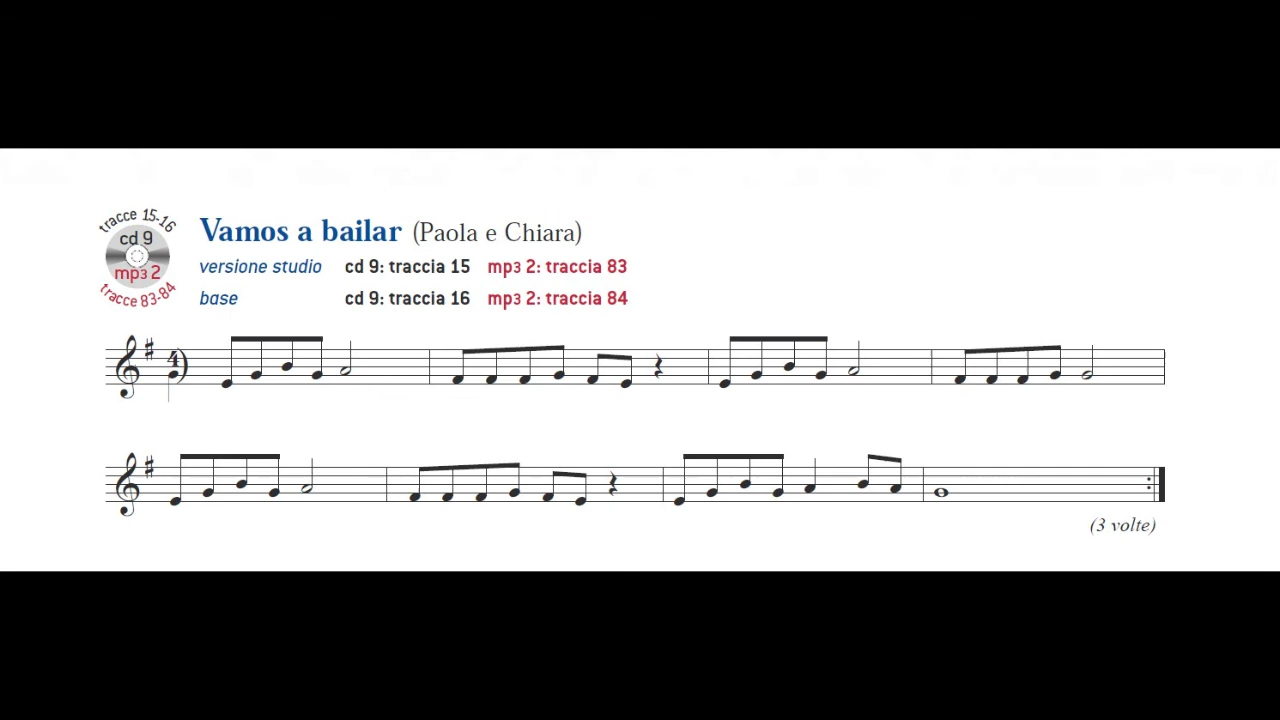 tracce 15-16
cd 9
mp3 2
tracce 83-84
Vamos a bailar (Paola e Chiara)
versione studio cd 9: traccia 15 mp3 2: traccia 83
base cd 9: traccia 16 mp3 2: traccia 84
4)
(3 volte)